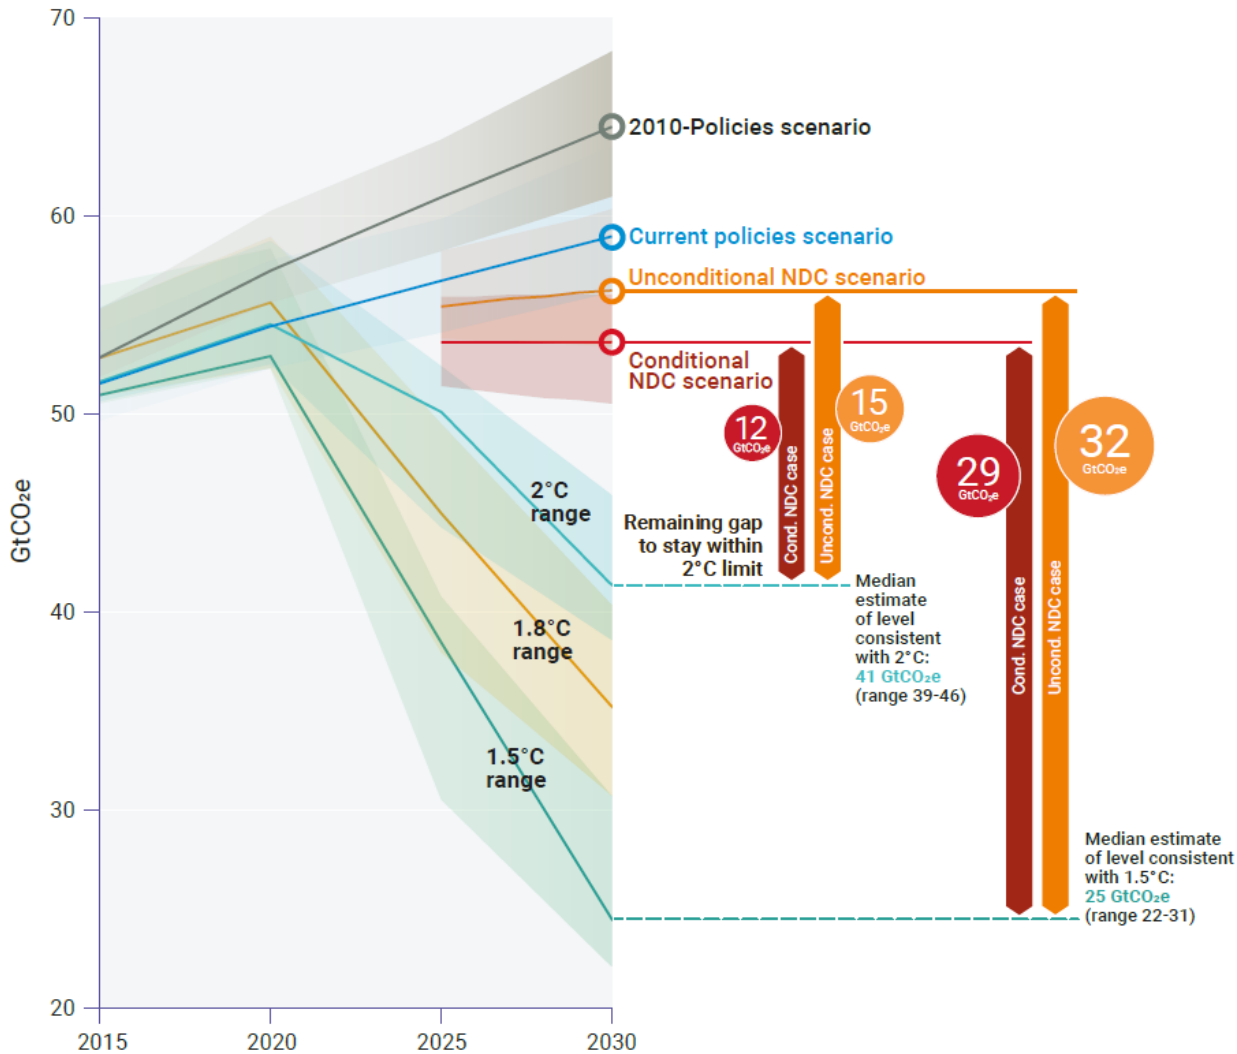 70
60
50
40
30
20
GtCO₂e
2015
2020
2025
2030
2010-Policies scenario
Current policies scenario
Unconditional NDC scenario
Conditional
NDC scenario
2°C
range
1.8°C
range
1.5°C
range
12
GtCO₂e
15
GtCO₂e
29
GtCO₂e
32
GtCO₂e
Cond. NDC case
Uncond. NDC case
Cond. NDC case
Uncond. NDC case
Remaining gap
to stay within
2°C limit
Median
estimate
of level
consistent
with 2°C:
41 GtCO₂e
(range 39-46)
Median estimate
of level consistent
with 1.5°C:
25 GtCO₂e
(range 22-31)